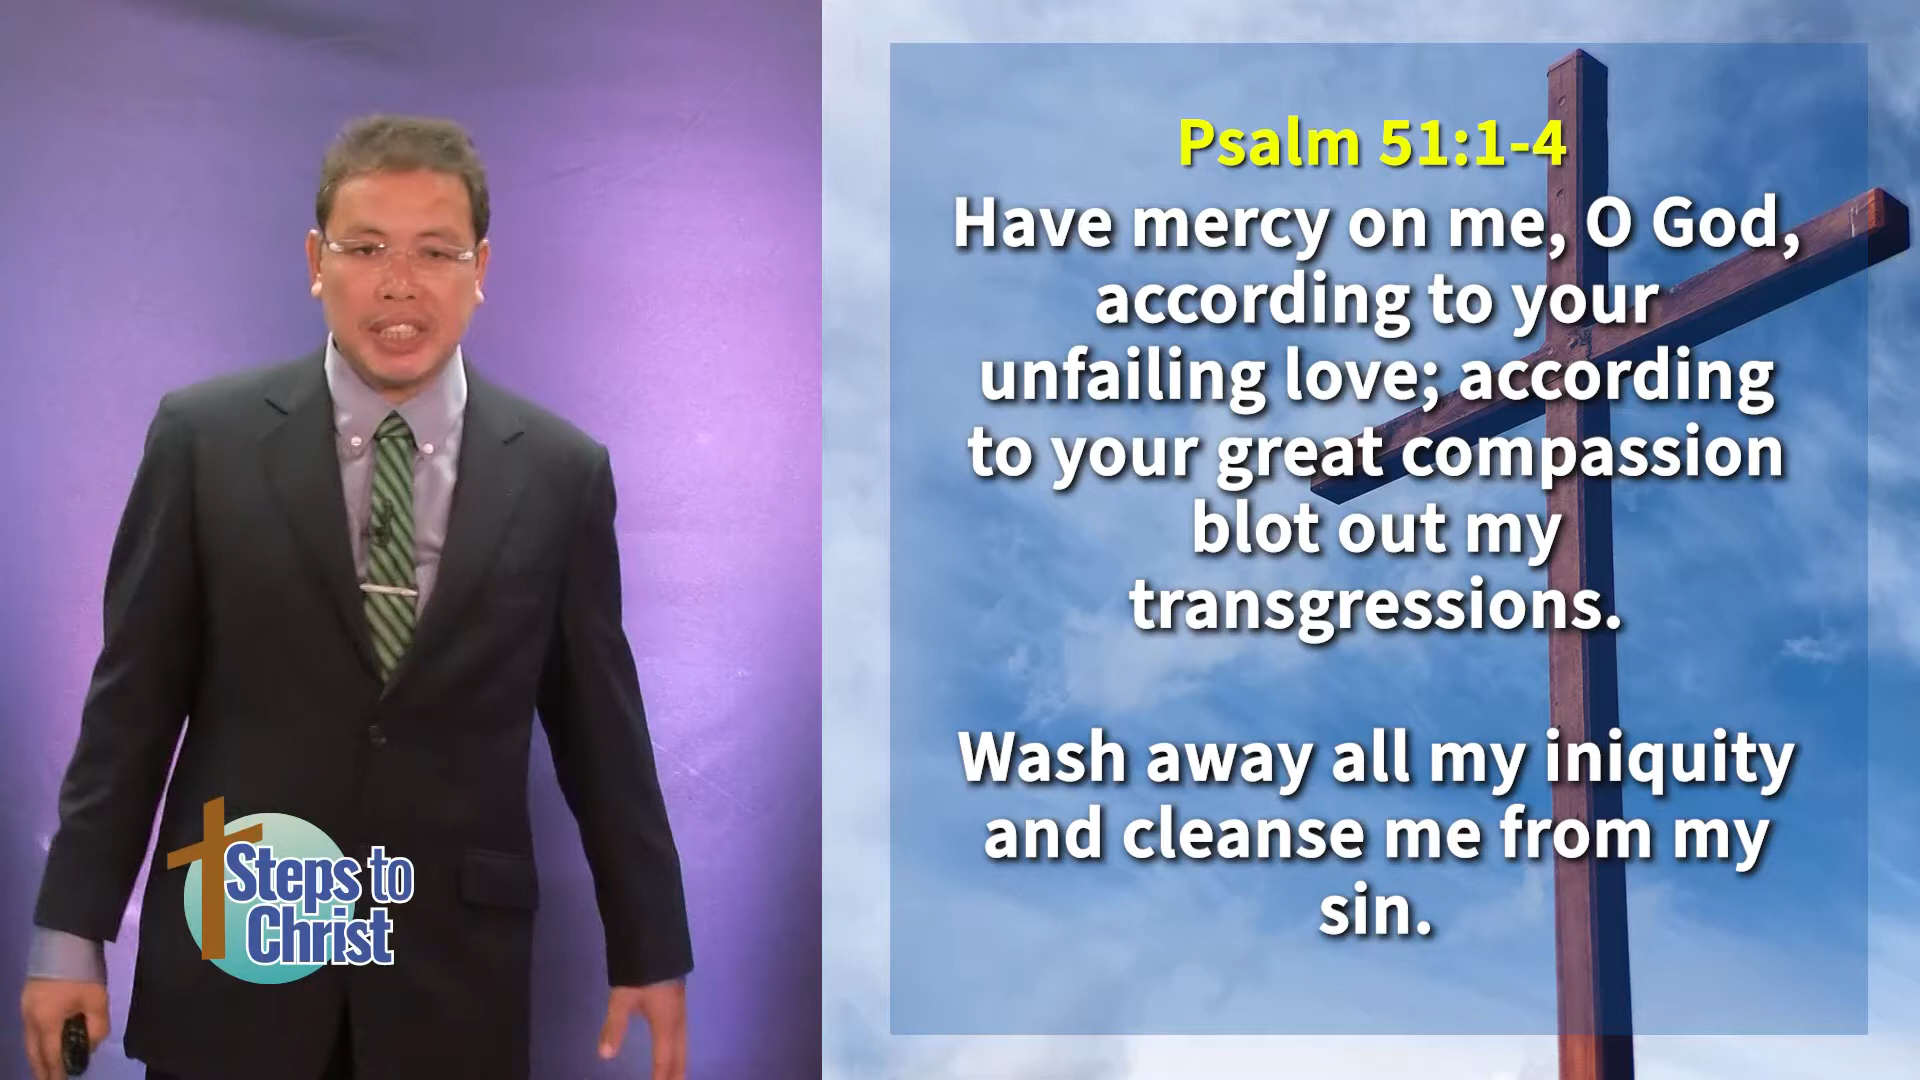 Psalm 51:1-4
Have mercy on me, O God,
according to your
unfailing love; according
to your great compassion
blot out my
transgressions.
Wash away all my iniquity
and cleanse me from my
sin.
Steps to
Christ